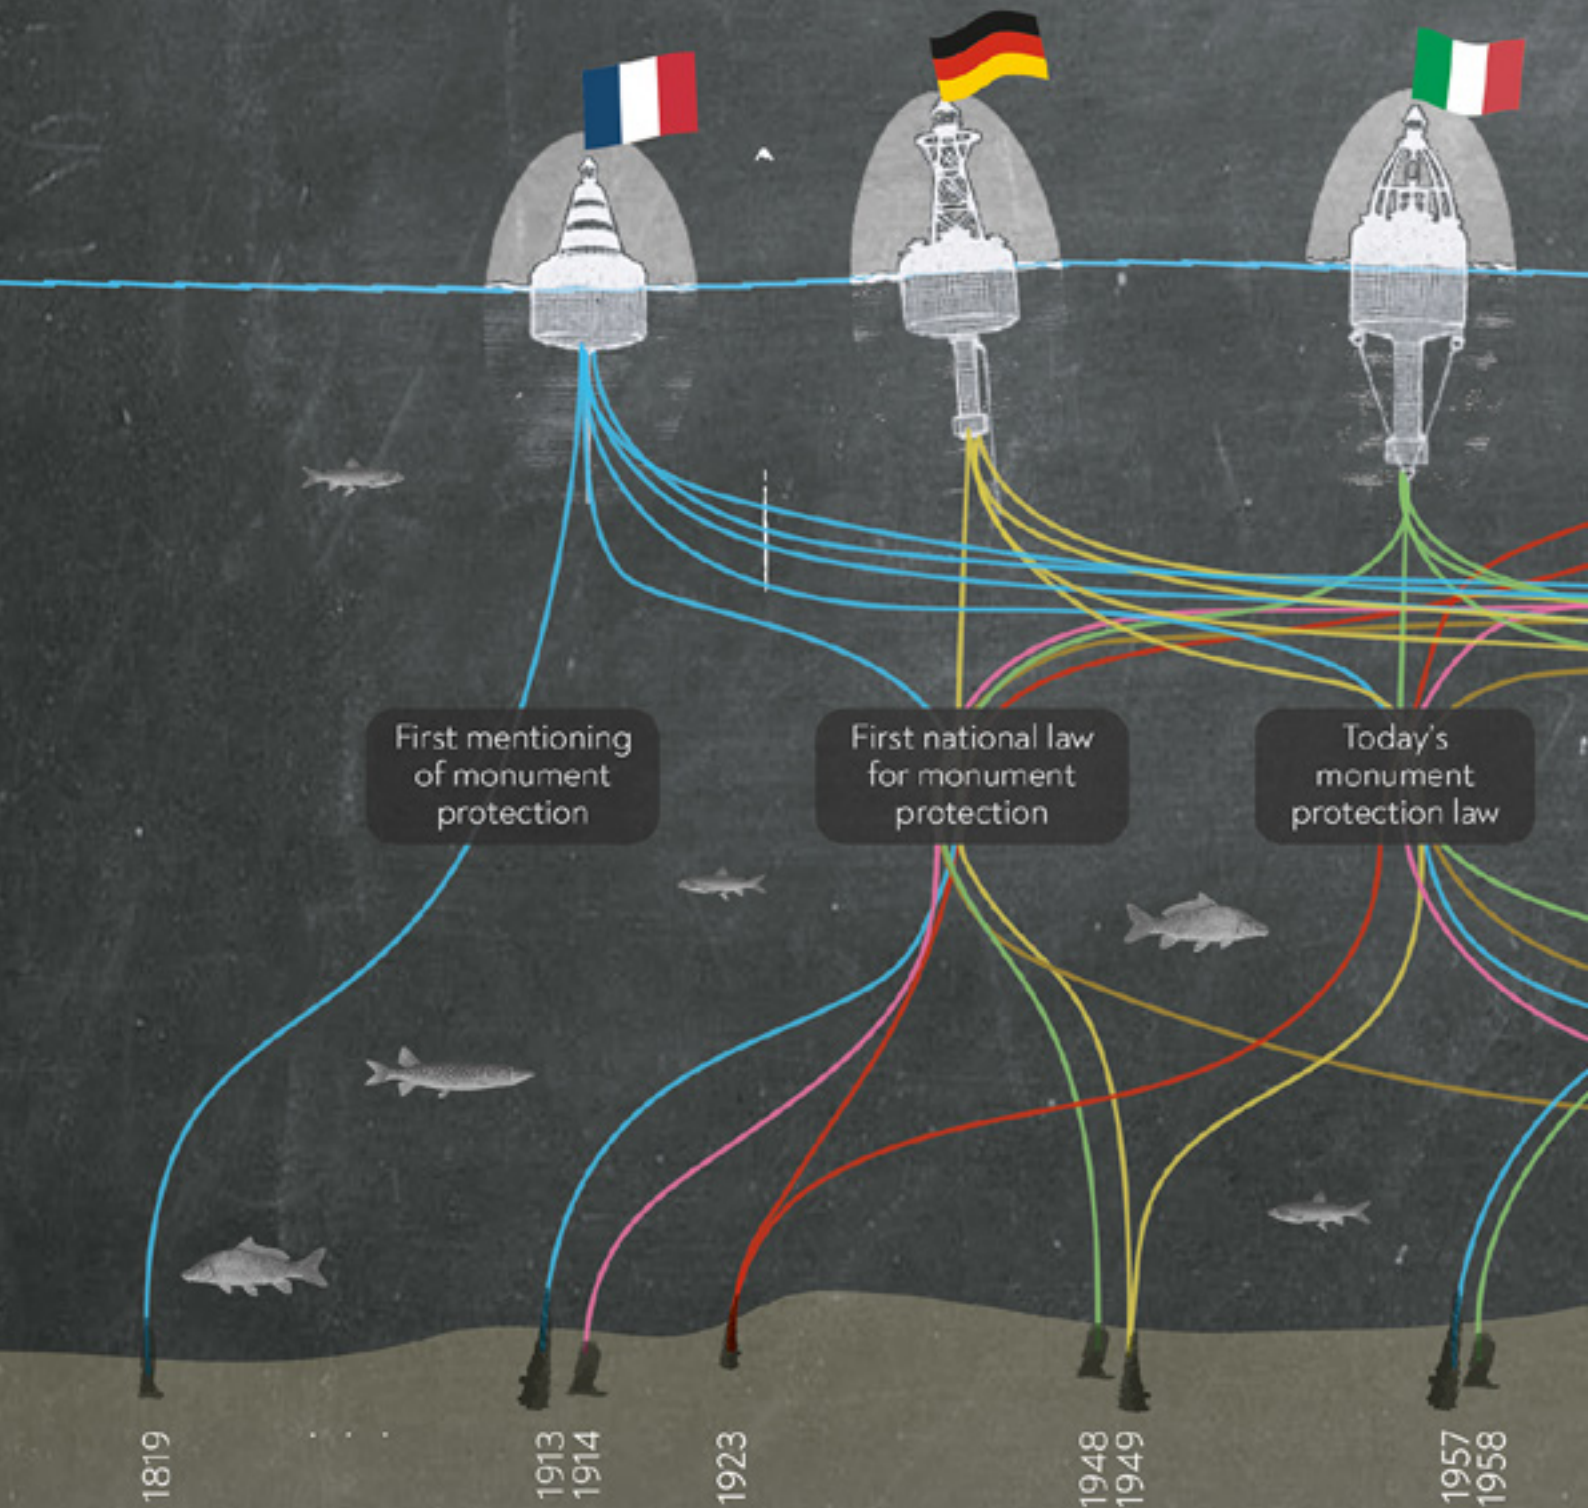 First mentioning
of monument
protection
First national law
for monument
protection
Today's
monument
protection law
1819
1913
1914
1923
1948
1949
1957
1958